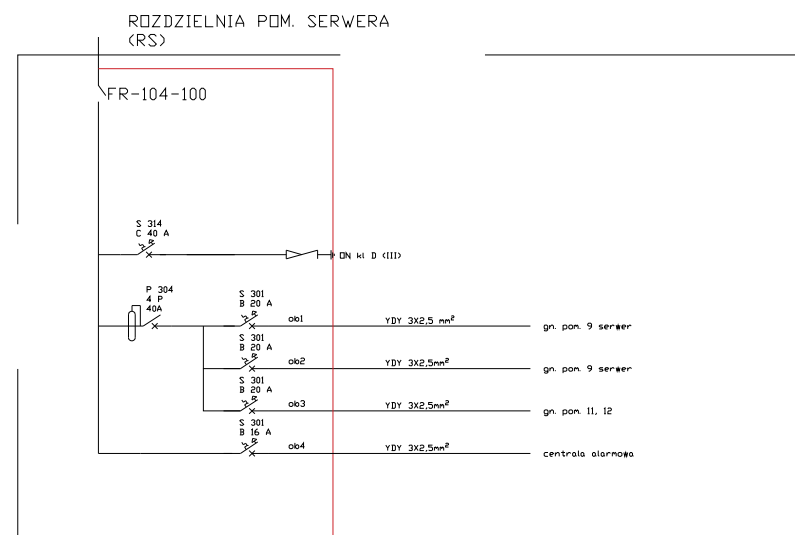 ROZDZIELNIA POM. SERWERA
(RS)
FR-104-100
S 314
C 40 A
ON kl D (III)
P 304
4 P
40A
S 301
B 20 A
ob1
YDY 3X2,5 mm²
gn. pom. 9 serwer
S 301
B 20 A
ob2
YDY 3X2,5mm²
gn. pom. 9 serwer
S 301
B 20 A
ob3
YDY 3X2,5mm²
gn. pom. 11, 12
S 301
B 16 A
ob4
YDY 3X2,5mm²
centrala alarmowa